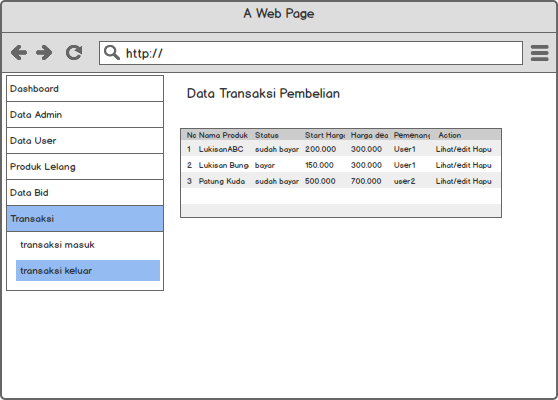 A Web Page
http://
Dashboard
Data Admin
Data User
Produk Lelang
Data Bid
Transaksi
transaksi masuk
transaksi keluar
Data Transaksi Pembelian
No Nama Produk Status Start Harga Harga deal Pemenang Action
1 LukisanABC sudah bayar 200.000 300.000 User1 Lihat/edit Hapu
2 Lukisan Bung bayar 150.000 300.000 User1 Lihat/edit Hapu
3 Patung Kuda sudah bayar 500.000 700.000 user2 Lihat/edit Hapu